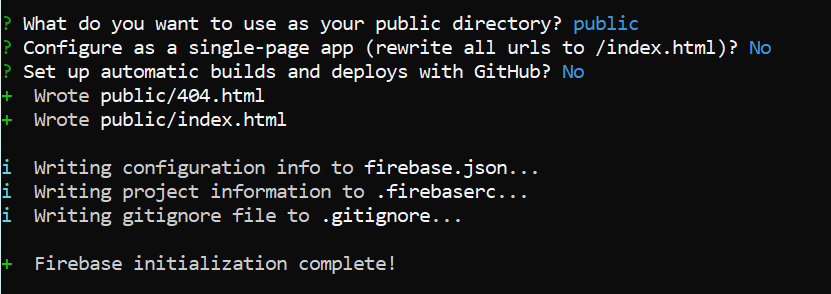 ? What do you want to use as your public directory? public
? Configure as a single-page app (rewrite all urls to /index.html)? No
? Set up automatic builds and deploys with GitHub? No
+  Wrote public/404.html
+  Wrote public/index.html
i  Writing configuration info to firebase.json...
i  Writing project information to .firebaserc...
i  Writing gitignore file to .gitignore...
+  Firebase initialization complete!